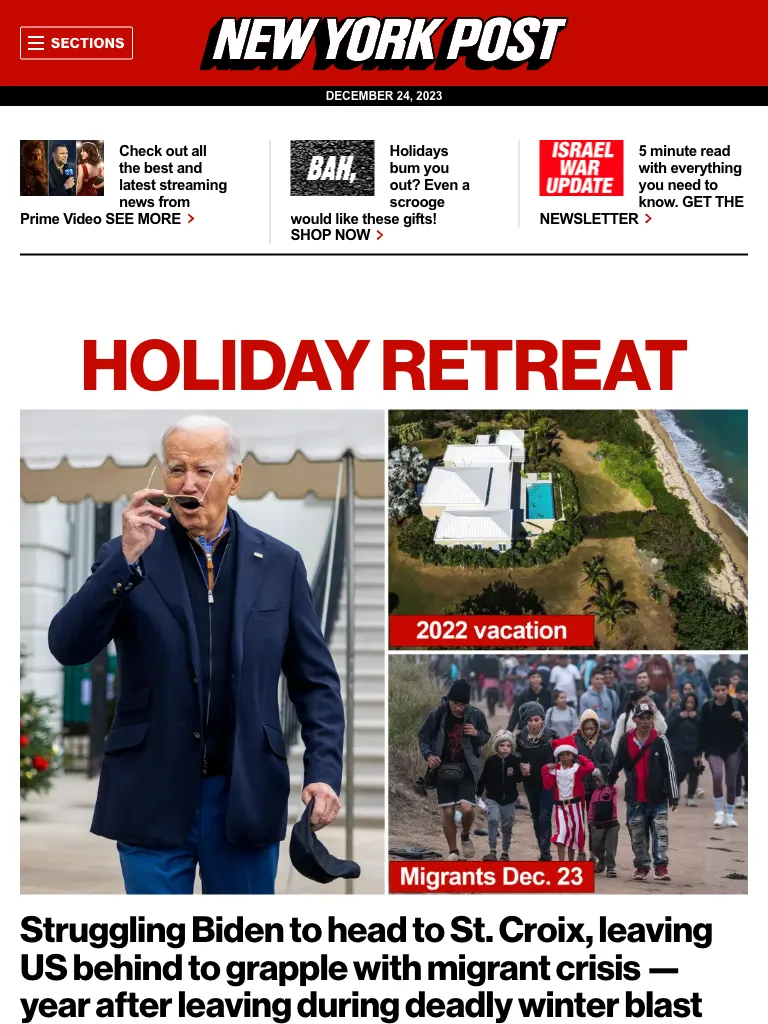 SECTIONS
NEW YORK POST
DECEMBER 24, 2023
Check out all
the best and
latest streaming
news from
Prime Video SEE MORE
BAH,
Holidays
bum you
out? Even a
scrooge
would like these gifts!
SHOP NOW
ISRAEL
WAR
UPDATE
5 minute read
with everything
you need to
know. GET THE
NEWSLETTER
HOLIDAY RETREAT
2022 vacation
Migrants Dec. 23
Struggling Biden to head to St. Croix, leaving
US behind to grapple with migrant crisis —
year after leaving during deadly winter blast